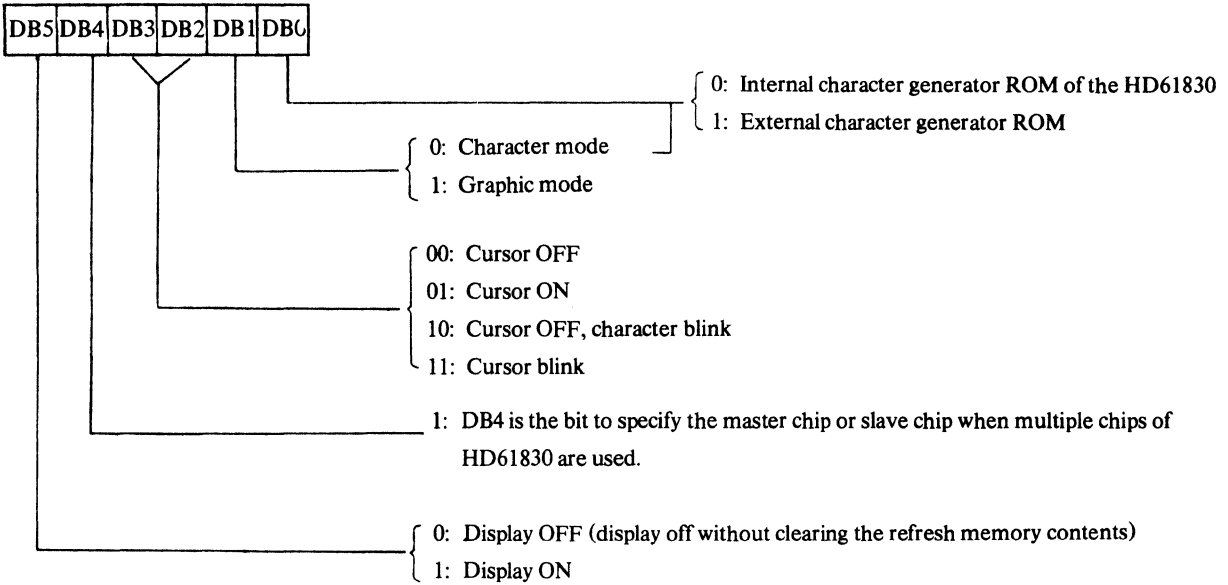 DB5 DB4 DB3 DB2 DB1 DB0
0: Internal character generator ROM of the HD61830
1: External character generator ROM
0: Character mode
1: Graphic mode
00: Cursor OFF
01: Cursor ON
10: Cursor OFF, character blink
11: Cursor blink
1: DB4 is the bit to specify the master chip or slave chip when multiple chips of
HD61830 are used.
0: Display OFF (display off without clearing the refresh memory contents)
1: Display ON